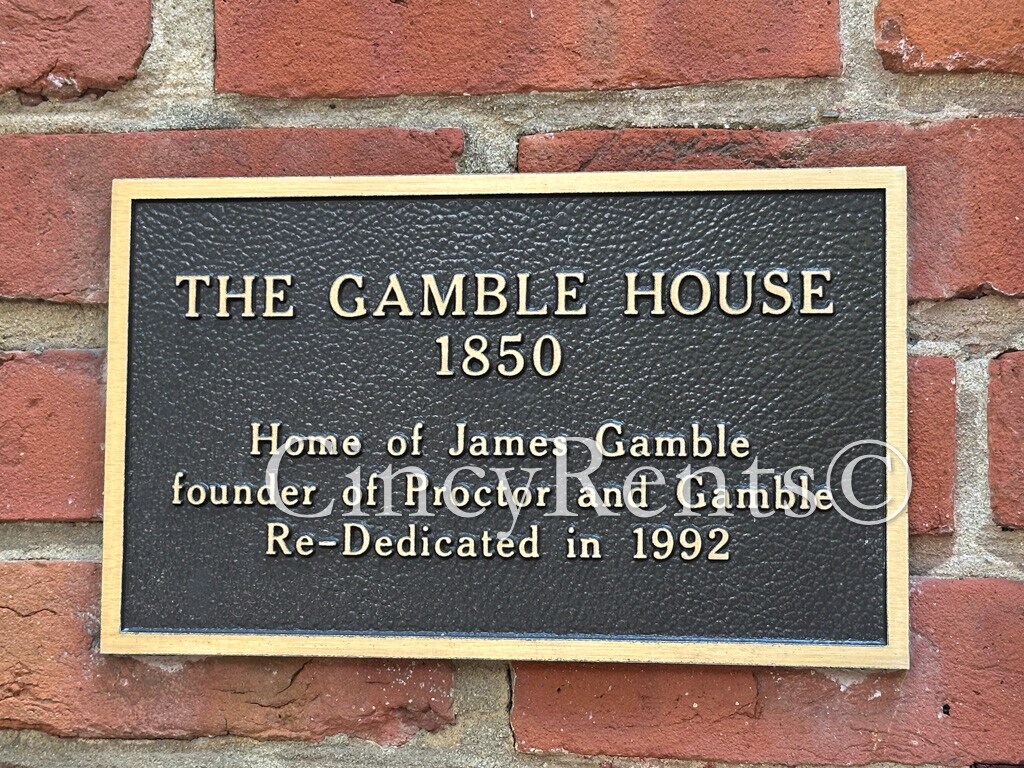 THE GAMBLE HOUSE
1850
Home of James Gamble
founder of Proctor and Gamble
Re-Dedicated in 1992
CincyRents©